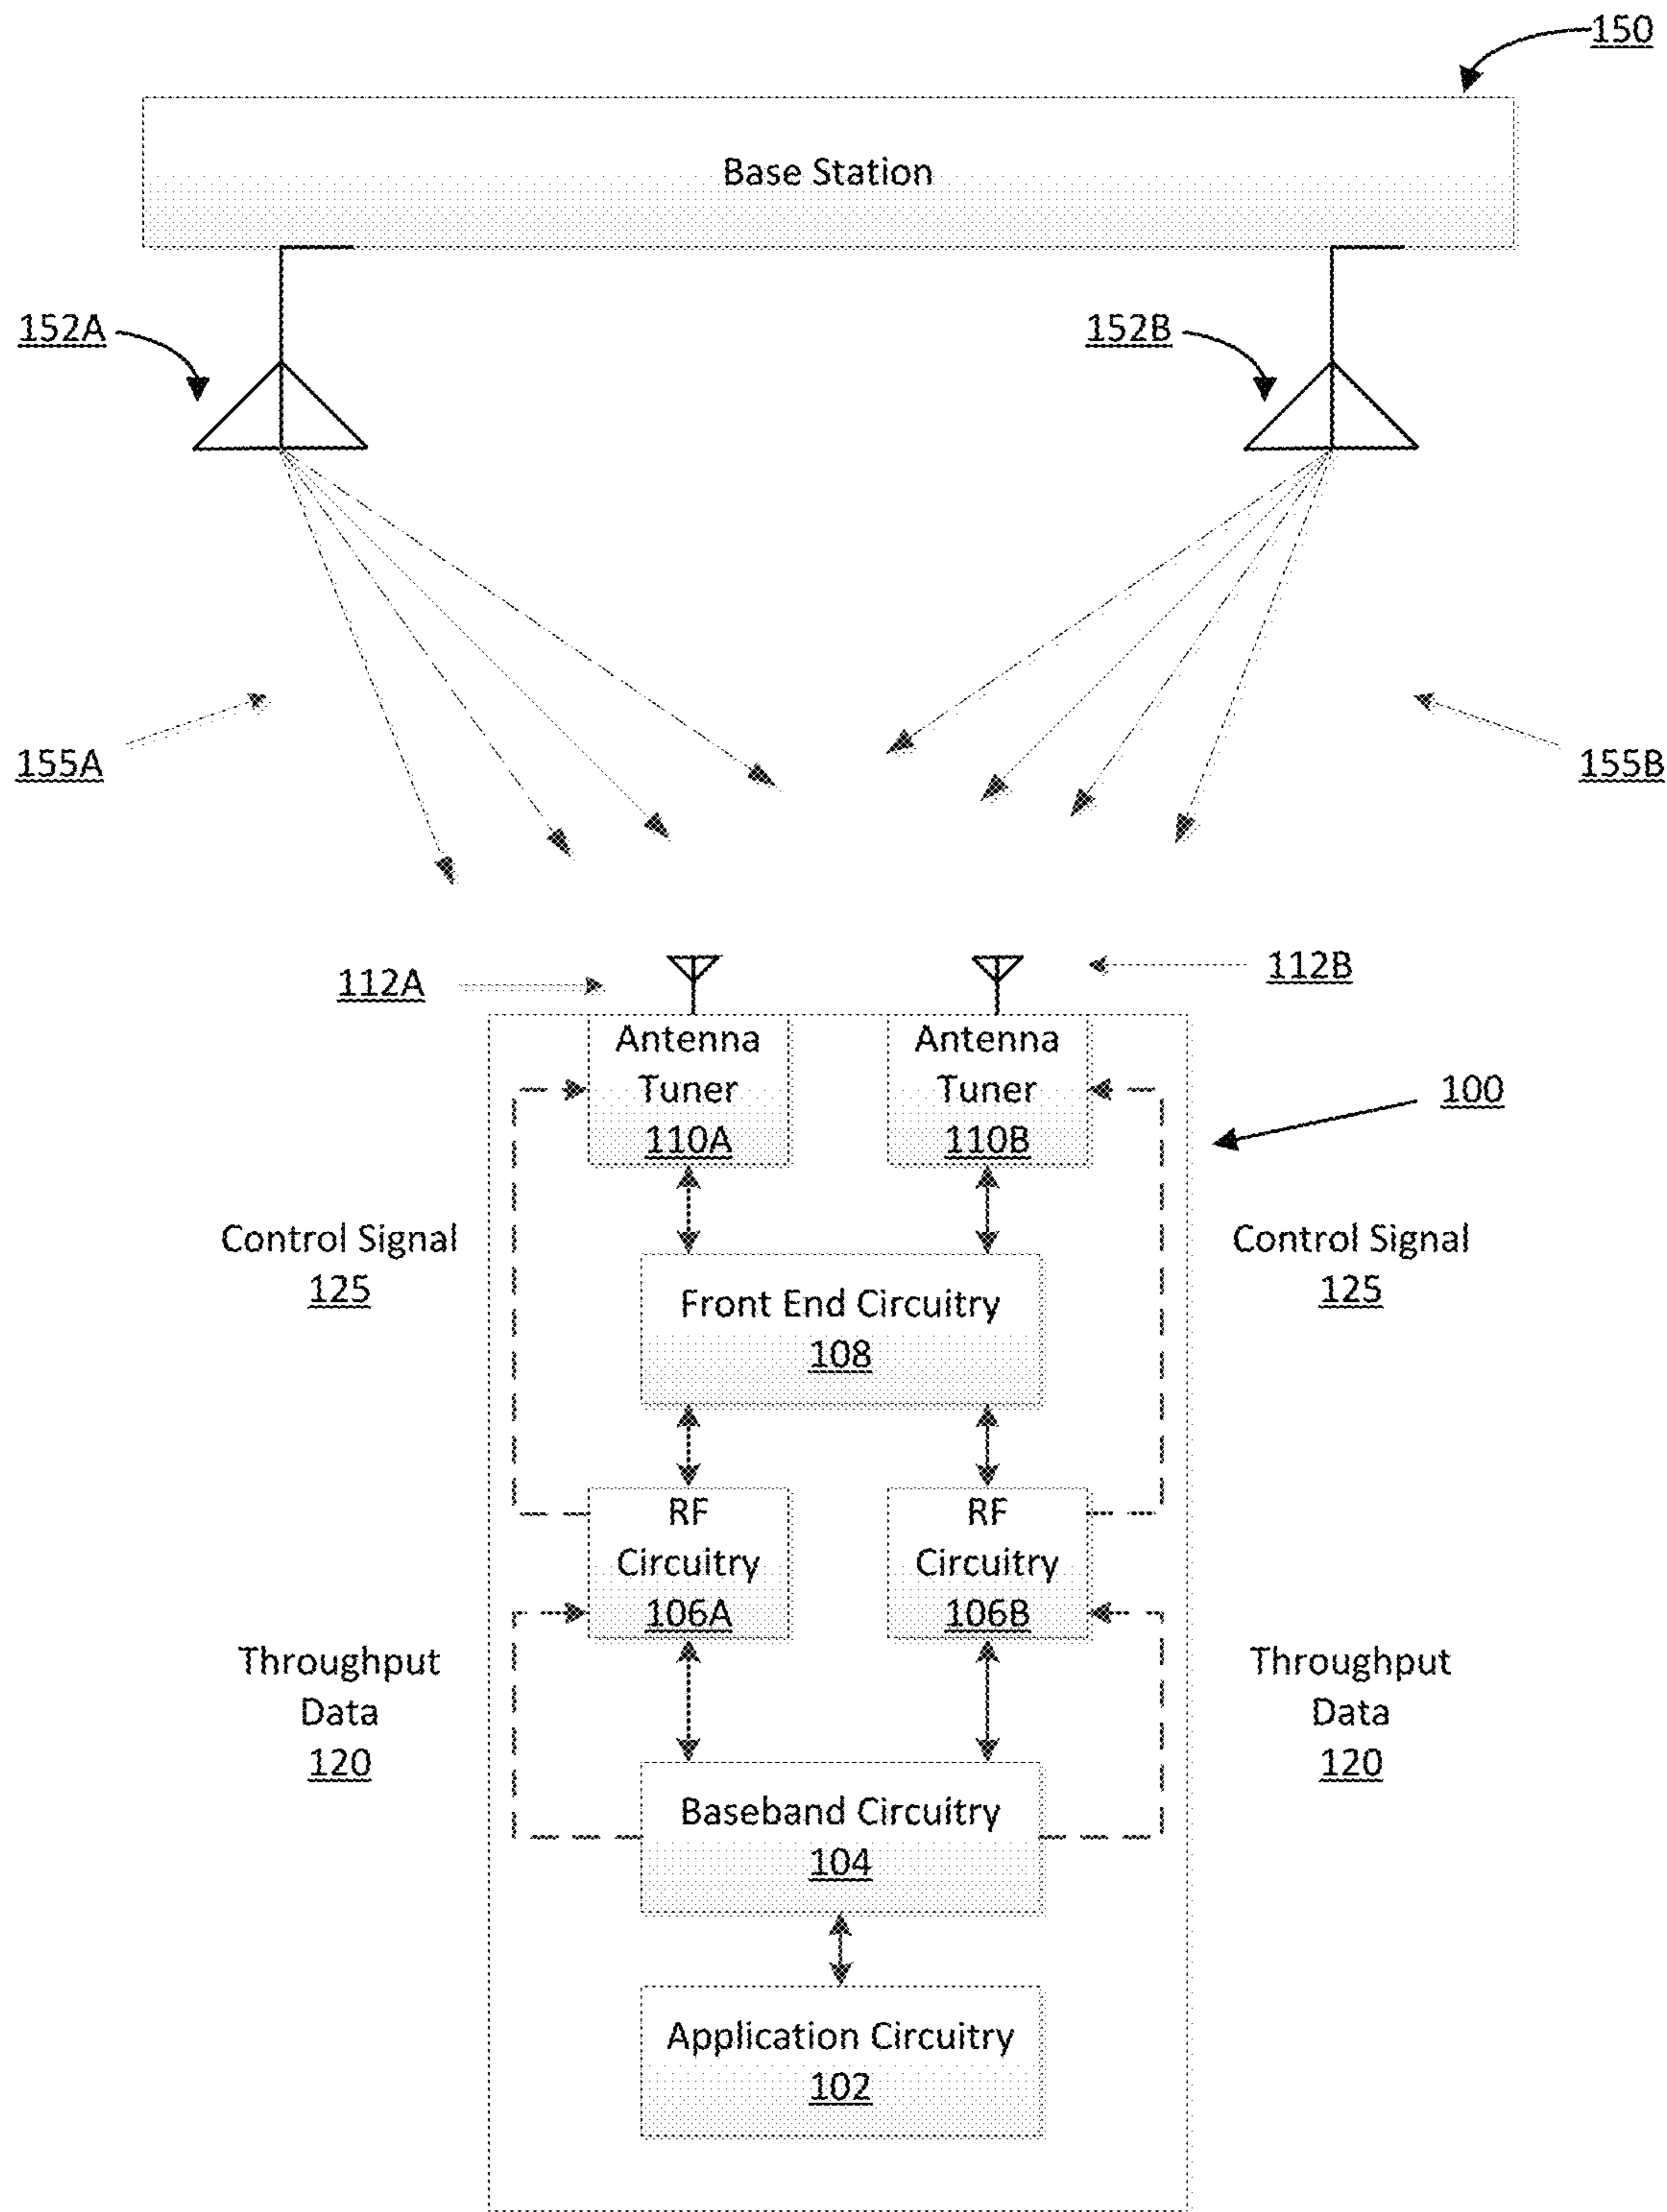 150
Base Station
152A
152B
155A
155B
112A
112B
Antenna
Tuner
110A
Antenna
Tuner
110B
100
Control Signal
125
Control Signal
125
Front End Circuitry
108
RF
Circuitry
106A
RF
Circuitry
106B
Throughput
Data
120
Throughput
Data
120
Baseband Circuitry
104
Application Circuitry
102